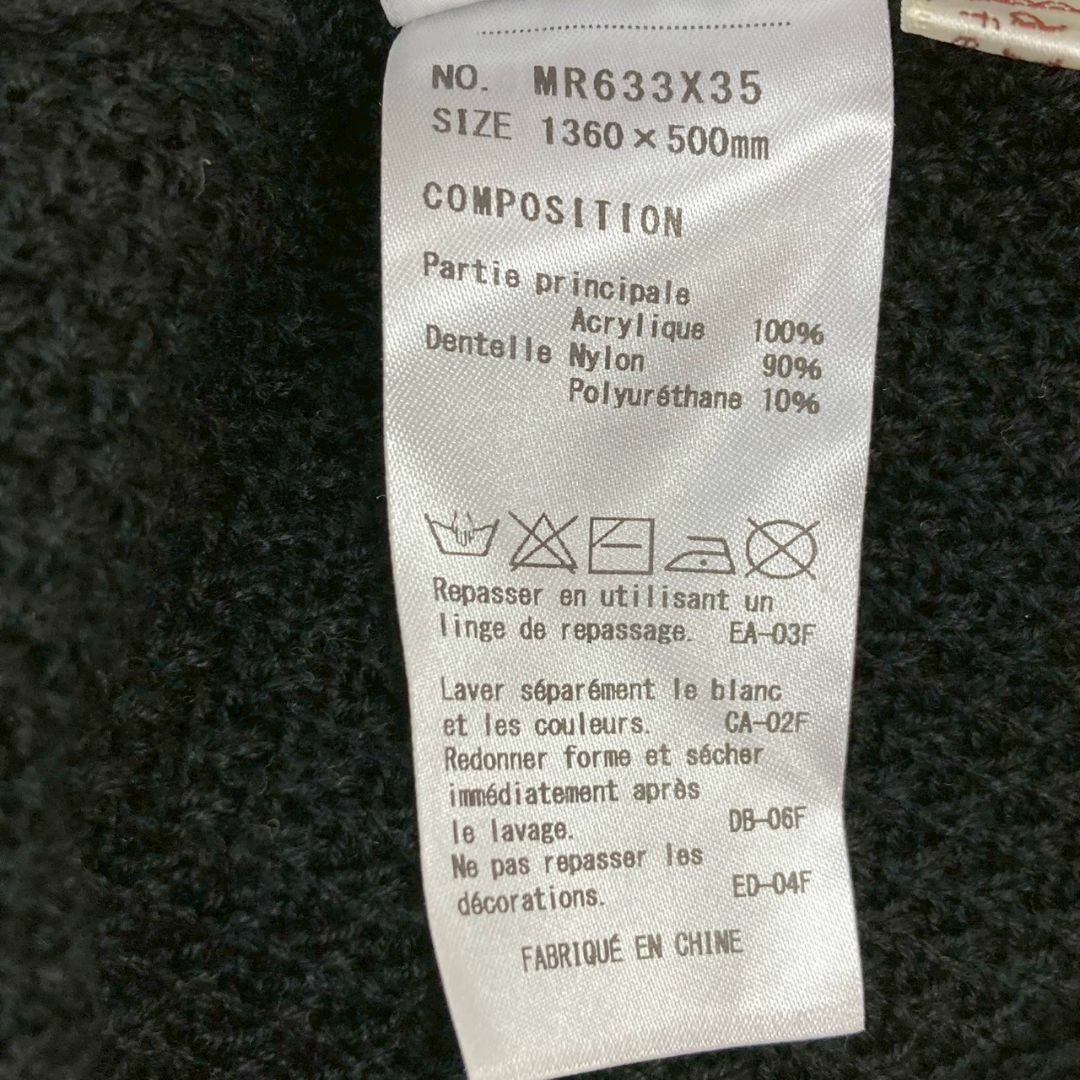 NO. MR633X35
SIZE 1360×500mm
COMPOSITION
Partie principale
Acrylique 100%
Dentelle Nylon 90%
Polyuréthane 10%
Repasser en utilisant un
linge de repassage. EA-03F
Laver séparément le blanc
et les couleurs. CA-02F
Redonner forme et sécher
immédiatement après
le lavage. DB-06F
Ne pas repasser les
décorations. ED-04F
FABRIQUÉ EN CHINE